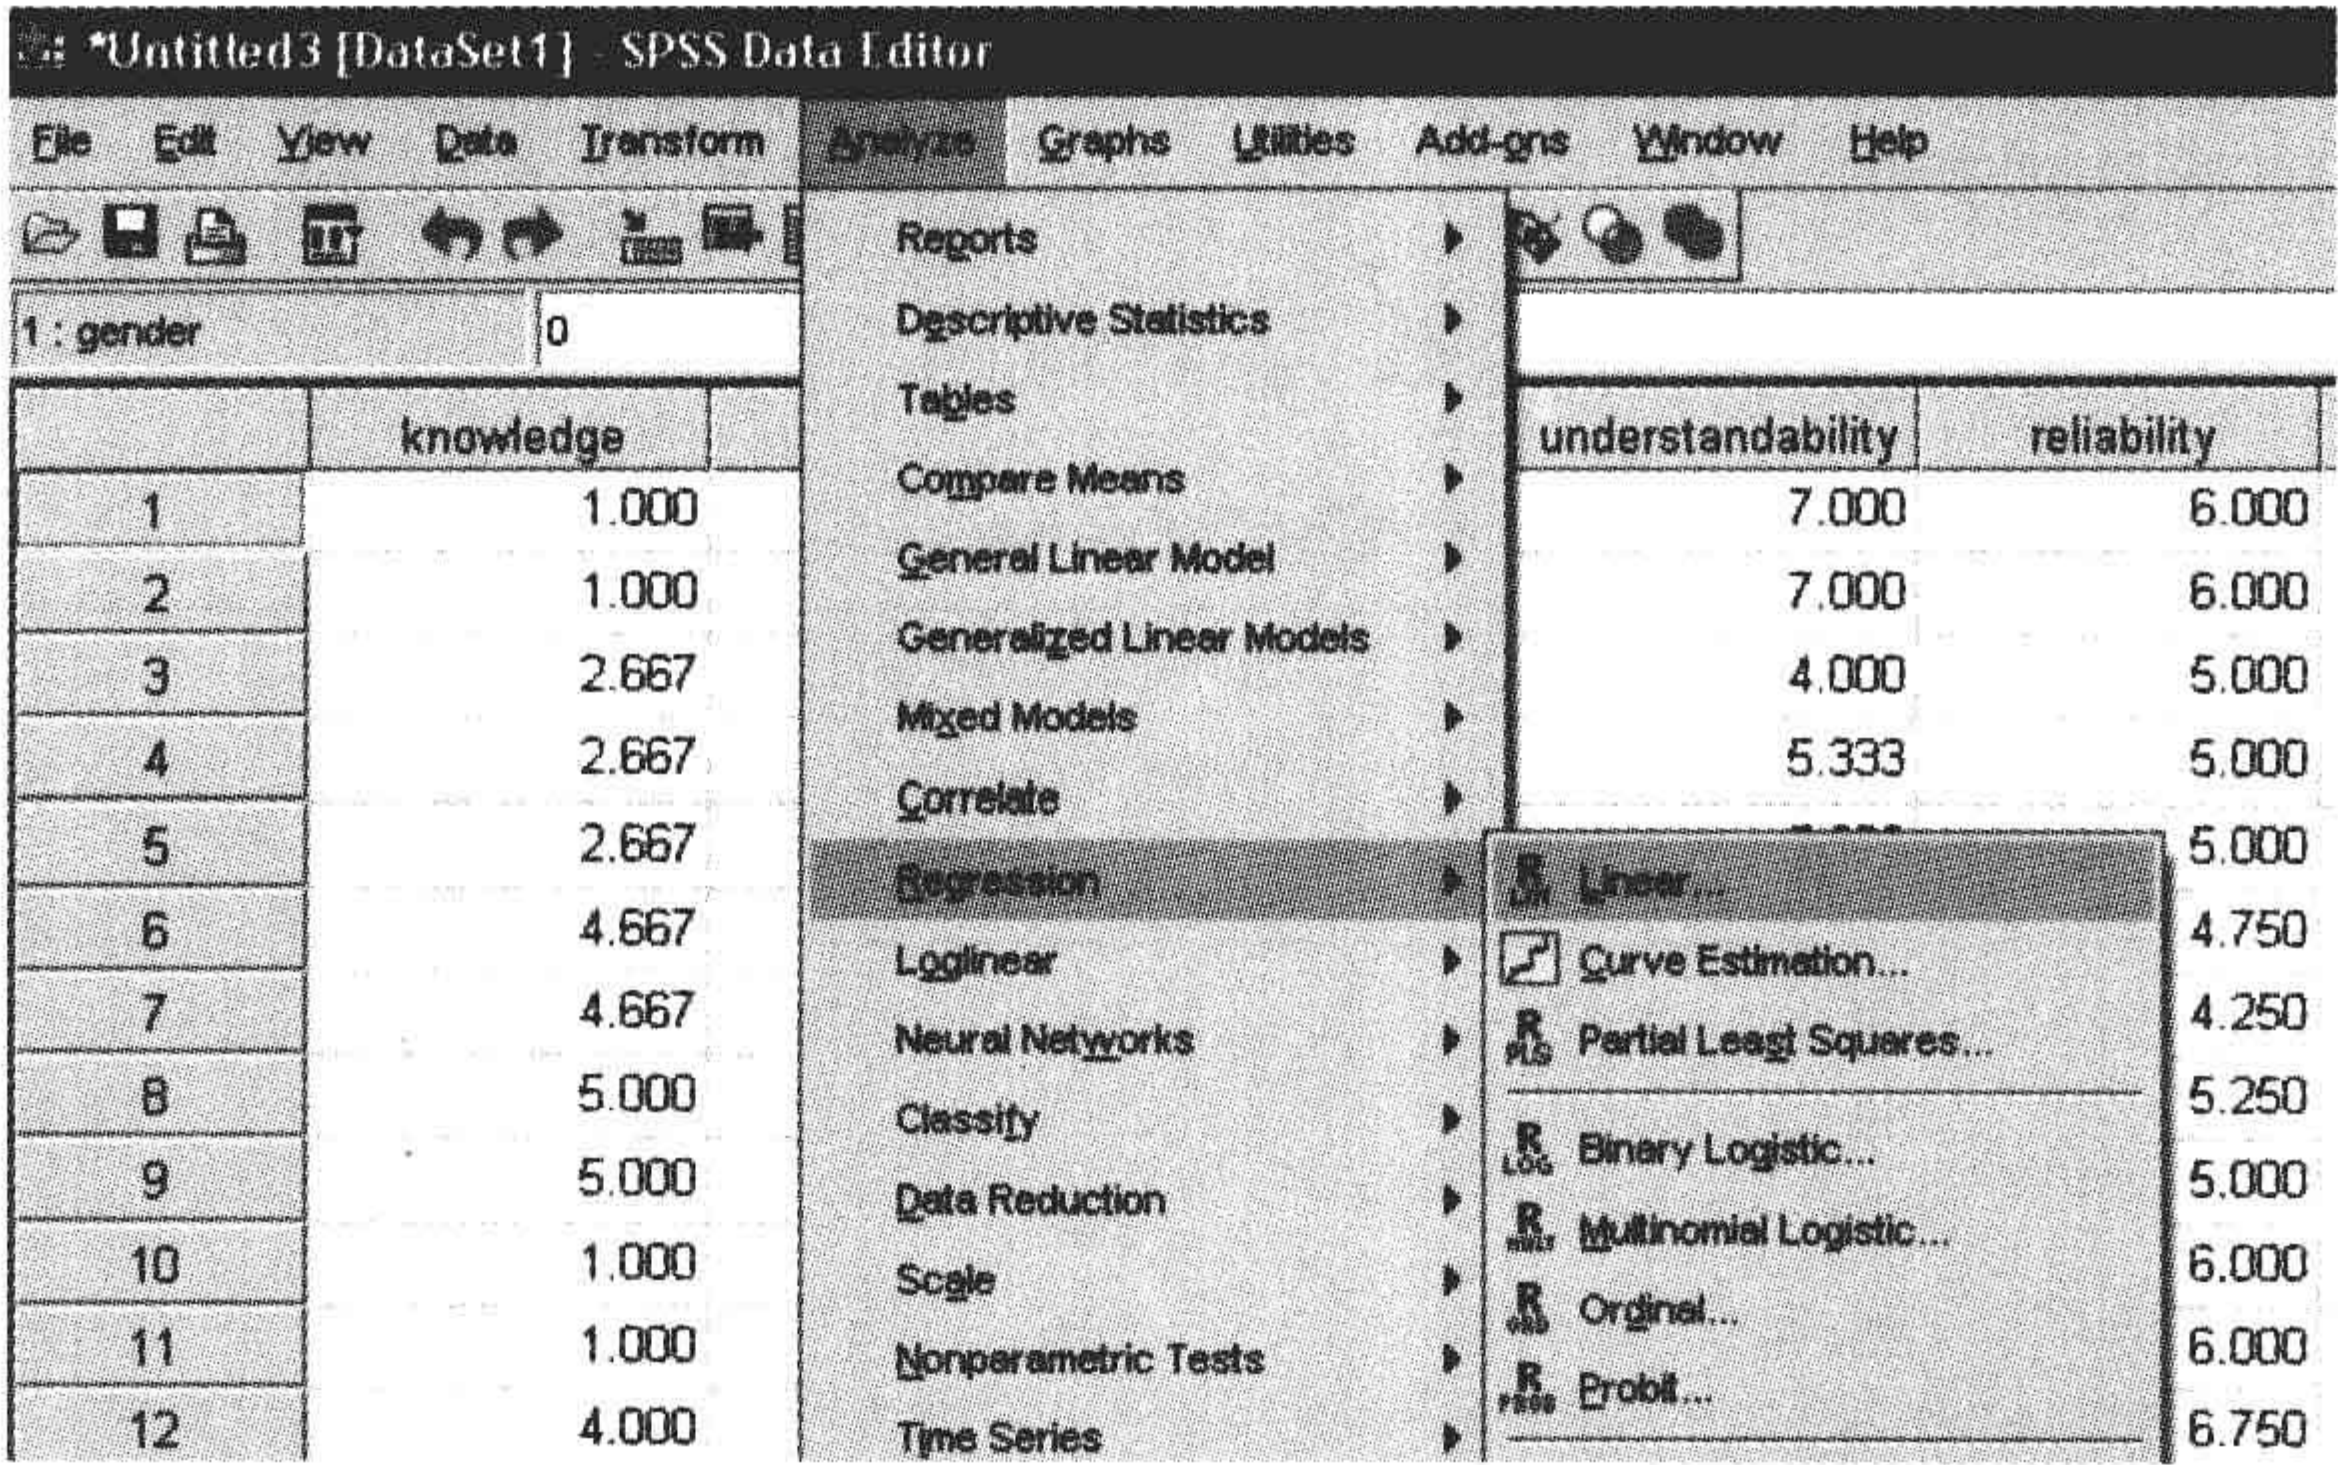 *Untitled3 [DataSet1] - SPSS Data Editor
File Edit View Data Transform Analyze Graphs Utilities Add-ons Window Help
1 : gender 0
knowledge understandability reliability
1 1.000 7.000 6.000
2 1.000 7.000 6.000
3 2.667 4.000 5.000
4 2.667 5.333 5.000
5 2.667 5.000
6 4.667 4.750
7 4.667 4.250
8 5.000 5.250
9 5.000 5.000
10 1.000 6.000
11 1.000 6.000
12 4.000 6.750
Reports
Descriptive Statistics
Tables
Compare Means
General Linear Model
Generalized Linear Models
Mixed Models
Correlate
Regression
Loglinear
Neural Networks
Classify
Data Reduction
Scale
Nonparametric Tests
Time Series
R LIN Linear...
Curve Estimation...
R PLS Partial Least Squares...
R LOG Binary Logistic...
R MULT Multinomial Logistic...
R ORD Ordinal...
R PROB Probit...